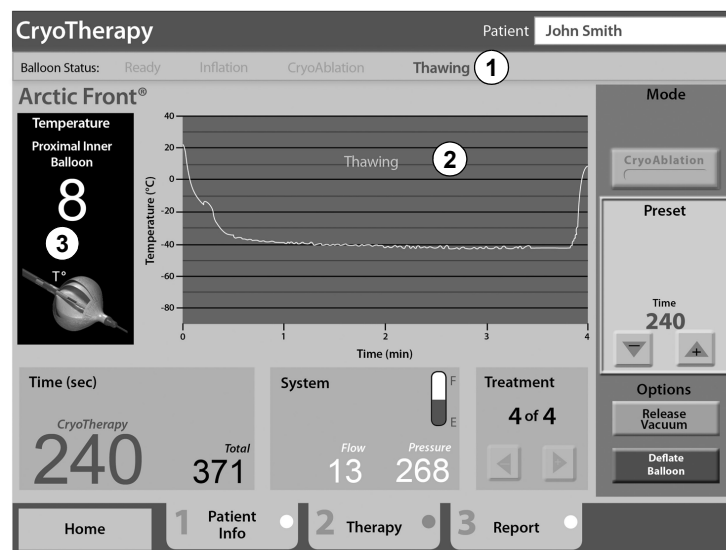 CryoTherapy
Patient John Smith
Balloon Status: Ready Inflation CryoAblation Thawing 1
Arctic Front®
Temperature
Proximal Inner
Balloon
8
3
T°
Temperature (°C)
40
20
0
-20
-40
-60
-80
Thawing 2
0 1 2 3 4
Time (min)
Mode
CryoAblation
Preset
Time
240
− +
Options
Release
Vacuum
Deflate
Balloon
Time (sec)
CryoTherapy
240
Total
371
System
F
E
Flow
13
Pressure
268
Treatment
4 of 4
Home
1 Patient
Info
2 Therapy
3 Report